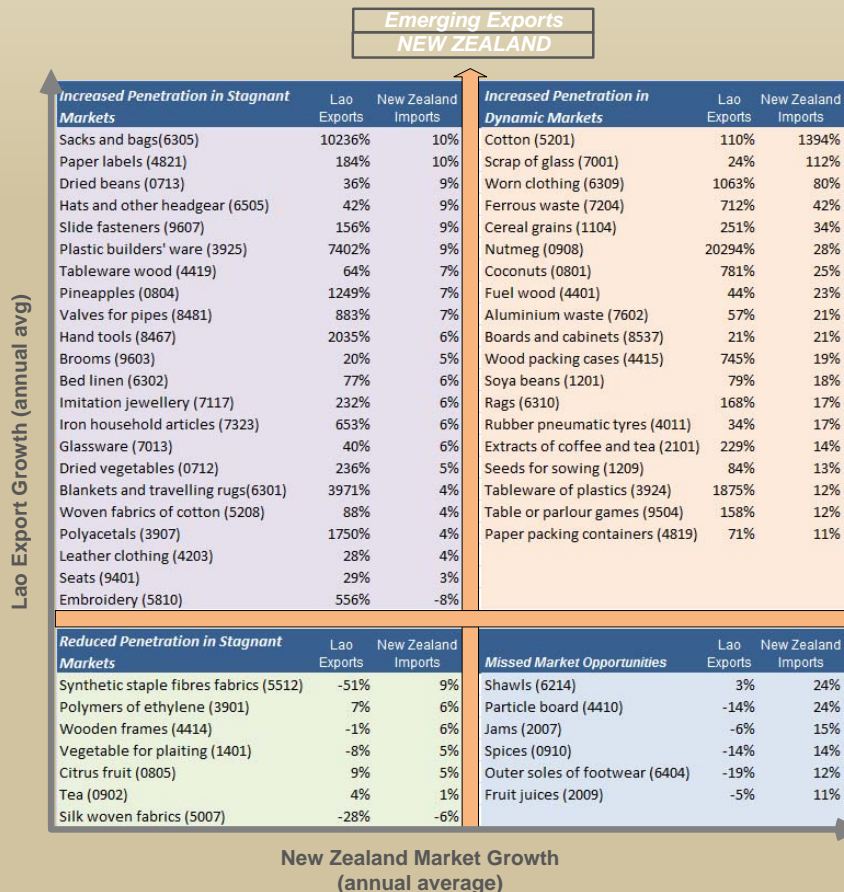 Emerging Exports
NEW ZEALAND
Lao Export Growth (annual avg)
Increased Penetration in Stagnant Markets Lao Exports New Zealand Imports
Sacks and bags(6305) 10236% 10%
Paper labels (4821) 184% 10%
Dried beans (0713) 36% 9%
Hats and other headgear (6505) 42% 9%
Slide fasteners (9607) 156% 9%
Plastic builders' ware (3925) 7402% 9%
Tableware wood (4419) 64% 7%
Pineapples (0804) 1249% 7%
Valves for pipes (8481) 883% 7%
Hand tools (8467) 2035% 6%
Brooms (9603) 20% 5%
Bed linen (6302) 77% 6%
Imitation jewellery (7117) 232% 6%
Iron household articles (7323) 653% 6%
Glassware (7013) 40% 6%
Dried vegetables (0712) 236% 5%
Blankets and travelling rugs(6301) 3971% 4%
Woven fabrics of cotton (5208) 88% 4%
Polyacetals (3907) 1750% 4%
Leather clothing (4203) 28% 4%
Seats (9401) 29% 3%
Embroidery (5810) 556% -8%
Increased Penetration in Dynamic Markets Lao Exports New Zealand Imports
Cotton (5201) 110% 1394%
Scrap of glass (7001) 24% 112%
Worn clothing (6309) 1063% 80%
Ferrous waste (7204) 712% 42%
Cereal grains (1104) 251% 34%
Nutmeg (0908) 20294% 28%
Coconuts (0801) 781% 25%
Fuel wood (4401) 44% 23%
Aluminium waste (7602) 57% 21%
Boards and cabinets (8537) 21% 21%
Wood packing cases (4415) 745% 19%
Soya beans (1201) 79% 18%
Rags (6310) 168% 17%
Rubber pneumatic tyres (4011) 34% 17%
Extracts of coffee and tea (2101) 229% 14%
Seeds for sowing (1209) 84% 13%
Tableware of plastics (3924) 1875% 12%
Table or parlour games (9504) 158% 12%
Paper packing containers (4819) 71% 11%
Reduced Penetration in Stagnant Markets Lao Exports New Zealand Imports
Synthetic staple fibres fabrics (5512) -51% 9%
Polymers of ethylene (3901) 7% 6%
Wooden frames (4414) -1% 6%
Vegetable for plaiting (1401) -8% 5%
Citrus fruit (0805) 9% 5%
Tea (0902) 4% 1%
Silk woven fabrics (5007) -28% -6%
Missed Market Opportunities Lao Exports New Zealand Imports
Shawls (6214) 3% 24%
Particle board (4410) -14% 24%
Jams (2007) -6% 15%
Spices (0910) -14% 14%
Outer soles of footwear (6404) -19% 12%
Fruit juices (2009) -5% 11%
New Zealand Market Growth
(annual average)